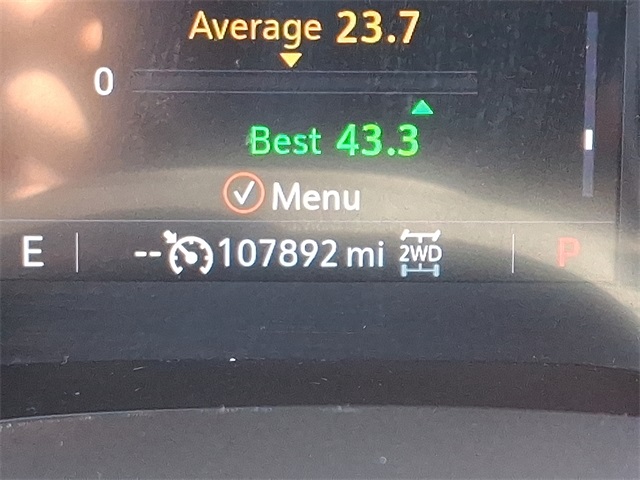 Average 23.7
0
Best 43.3
✓ Menu
E -- 107892 mi 2WD P